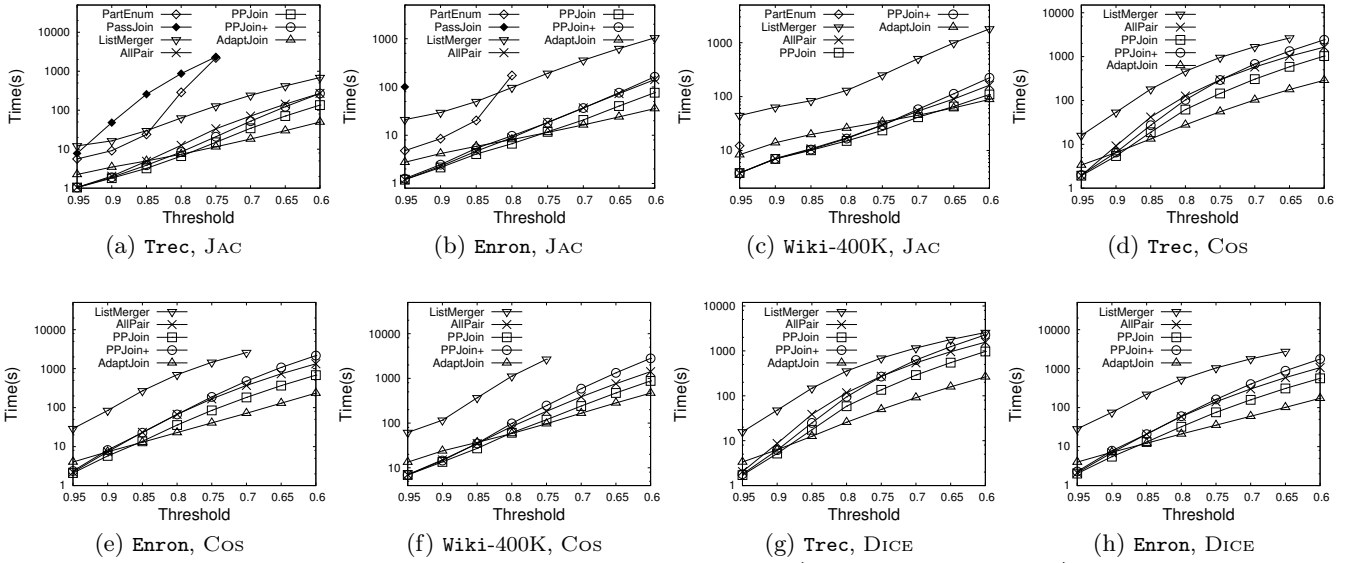 PartEnum
PassJoin
ListMerger
AllPair
PPJoin
PPJoin+
AdaptJoin
Time(s)
10000
1000
100
10
1
0.95 0.9 0.85 0.8 0.75 0.7 0.65 0.6
Threshold
(a) Trec, JAC
PartEnum
PassJoin
ListMerger
AllPair
PPJoin
PPJoin+
AdaptJoin
Time(s)
1000
100
10
1
0.95 0.9 0.85 0.8 0.75 0.7 0.65 0.6
Threshold
(b) Enron, JAC
PartEnum
ListMerger
AllPair
PPJoin
PPJoin+
AdaptJoin
Time(s)
1000
100
10
1
0.95 0.9 0.85 0.8 0.75 0.7 0.65 0.6
Threshold
(c) Wiki-400K, JAC
ListMerger
AllPair
PPJoin
PPJoin+
AdaptJoin
Time(s)
10000
1000
100
10
1
0.95 0.9 0.85 0.8 0.75 0.7 0.65 0.6
Threshold
(d) Trec, COS
ListMerger
AllPair
PPJoin
PPJoin+
AdaptJoin
Time(s)
10000
1000
100
10
1
0.95 0.9 0.85 0.8 0.75 0.7 0.65 0.6
Threshold
(e) Enron, COS
ListMerger
AllPair
PPJoin
PPJoin+
AdaptJoin
Time(s)
10000
1000
100
10
0.95 0.9 0.85 0.8 0.75 0.7 0.65 0.6
Threshold
(f) Wiki-400K, COS
ListMerger
AllPair
PPJoin
PPJoin+
AdaptJoin
Time(s)
10000
1000
100
10
1
0.95 0.9 0.85 0.8 0.75 0.7 0.65 0.6
Threshold
(g) Trec, DICE
ListMerger
AllPair
PPJoin
PPJoin+
AdaptJoin
Time(s)
10000
1000
100
10
1
0.95 0.9 0.85 0.8 0.75 0.7 0.65 0.6
Threshold
(h) Enron, DICE